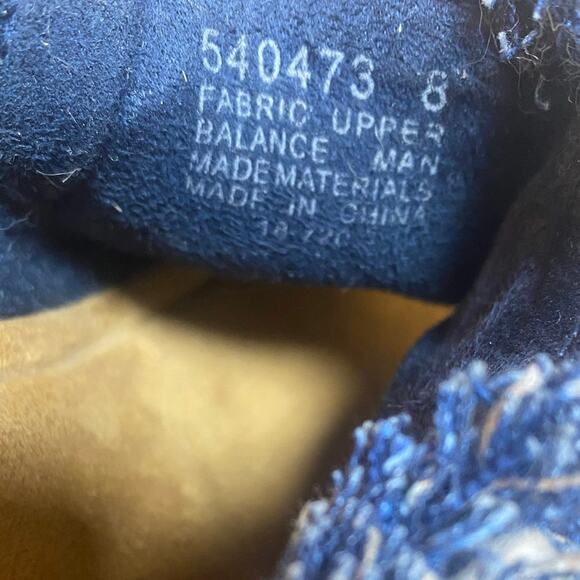 540473 8
FABRIC UPPER
BALANCE MAN
MADE MATERIALS
MADE IN CHINA